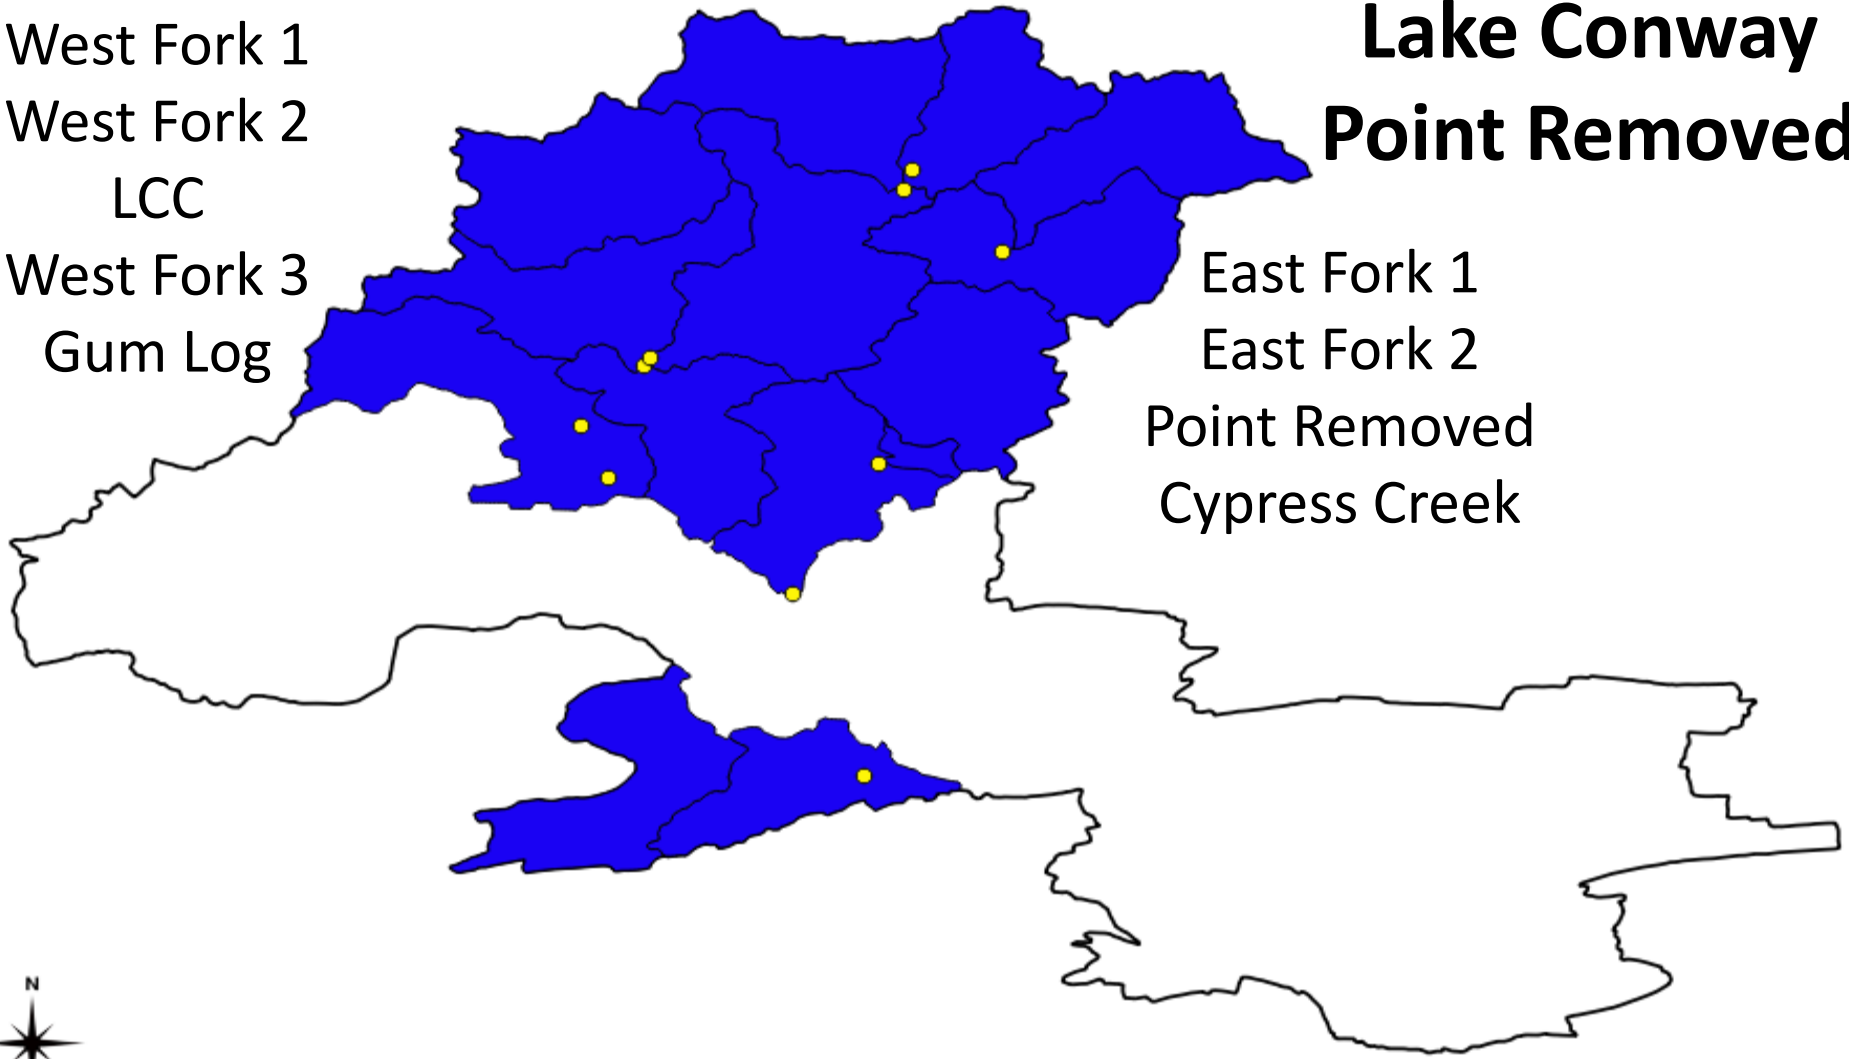 Lake Conway
Point Removed
West Fork 1
West Fork 2
LCC
West Fork 3
Gum Log
East Fork 1
East Fork 2
Point Removed
Cypress Creek
N